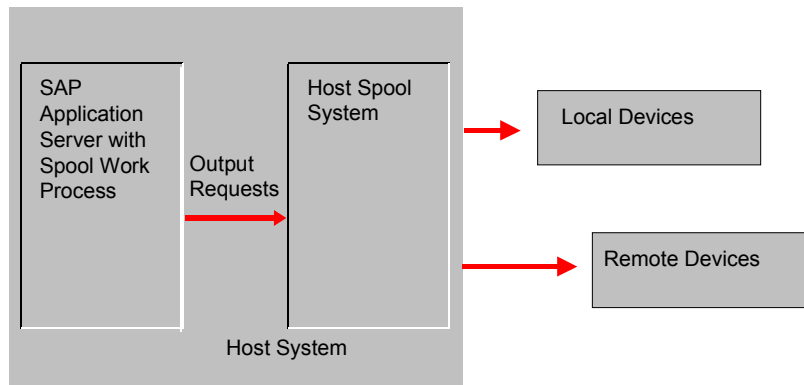 SAP
Application
Server with
Spool Work
Process
Output
Requests
Host Spool
System
Local Devices
Remote Devices
Host System